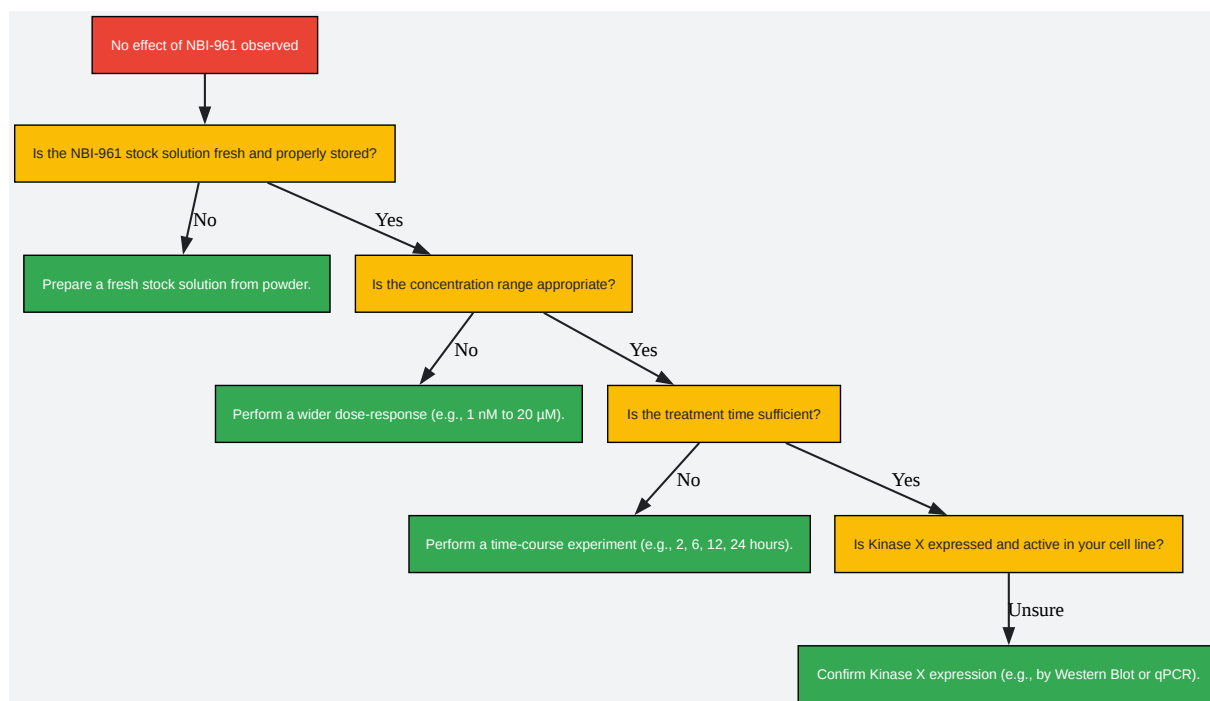 No effect of NBI-961 observed
Is the NBI-961 stock solution fresh and properly stored?
No
Yes
Prepare a fresh stock solution from powder.
Is the concentration range appropriate?
No
Yes
Perform a wider dose-response (e.g., 1 nM to 20 µM).
Is the treatment time sufficient?
No
Yes
Perform a time-course experiment (e.g., 2, 6, 12, 24 hours).
Is Kinase X expressed and active in your cell line?
Unsure
Confirm Kinase X expression (e.g., by Western Blot or qPCR).